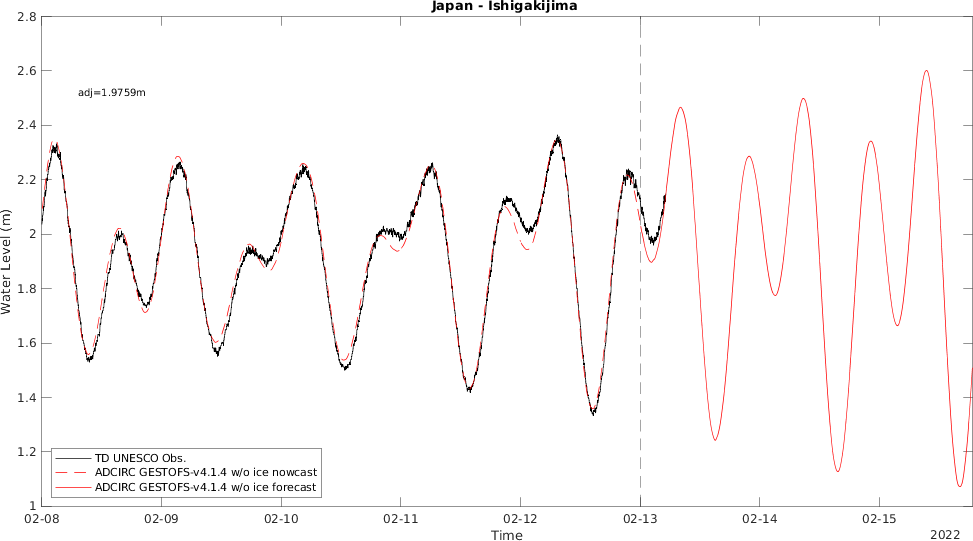 Japan - Ishigakijima
2.8
2.6
2.4
2.2
2
1.8
1.6
1.4
1.2
1
Water Level (m)
adj=1.9759m
TD UNESCO Obs.
ADCIRC GESTOFS-v4.1.4 w/o ice nowcast
ADCIRC GESTOFS-v4.1.4 w/o ice forecast
02-08 02-09 02-10 02-11 02-12 02-13 02-14 02-15
Time
2022